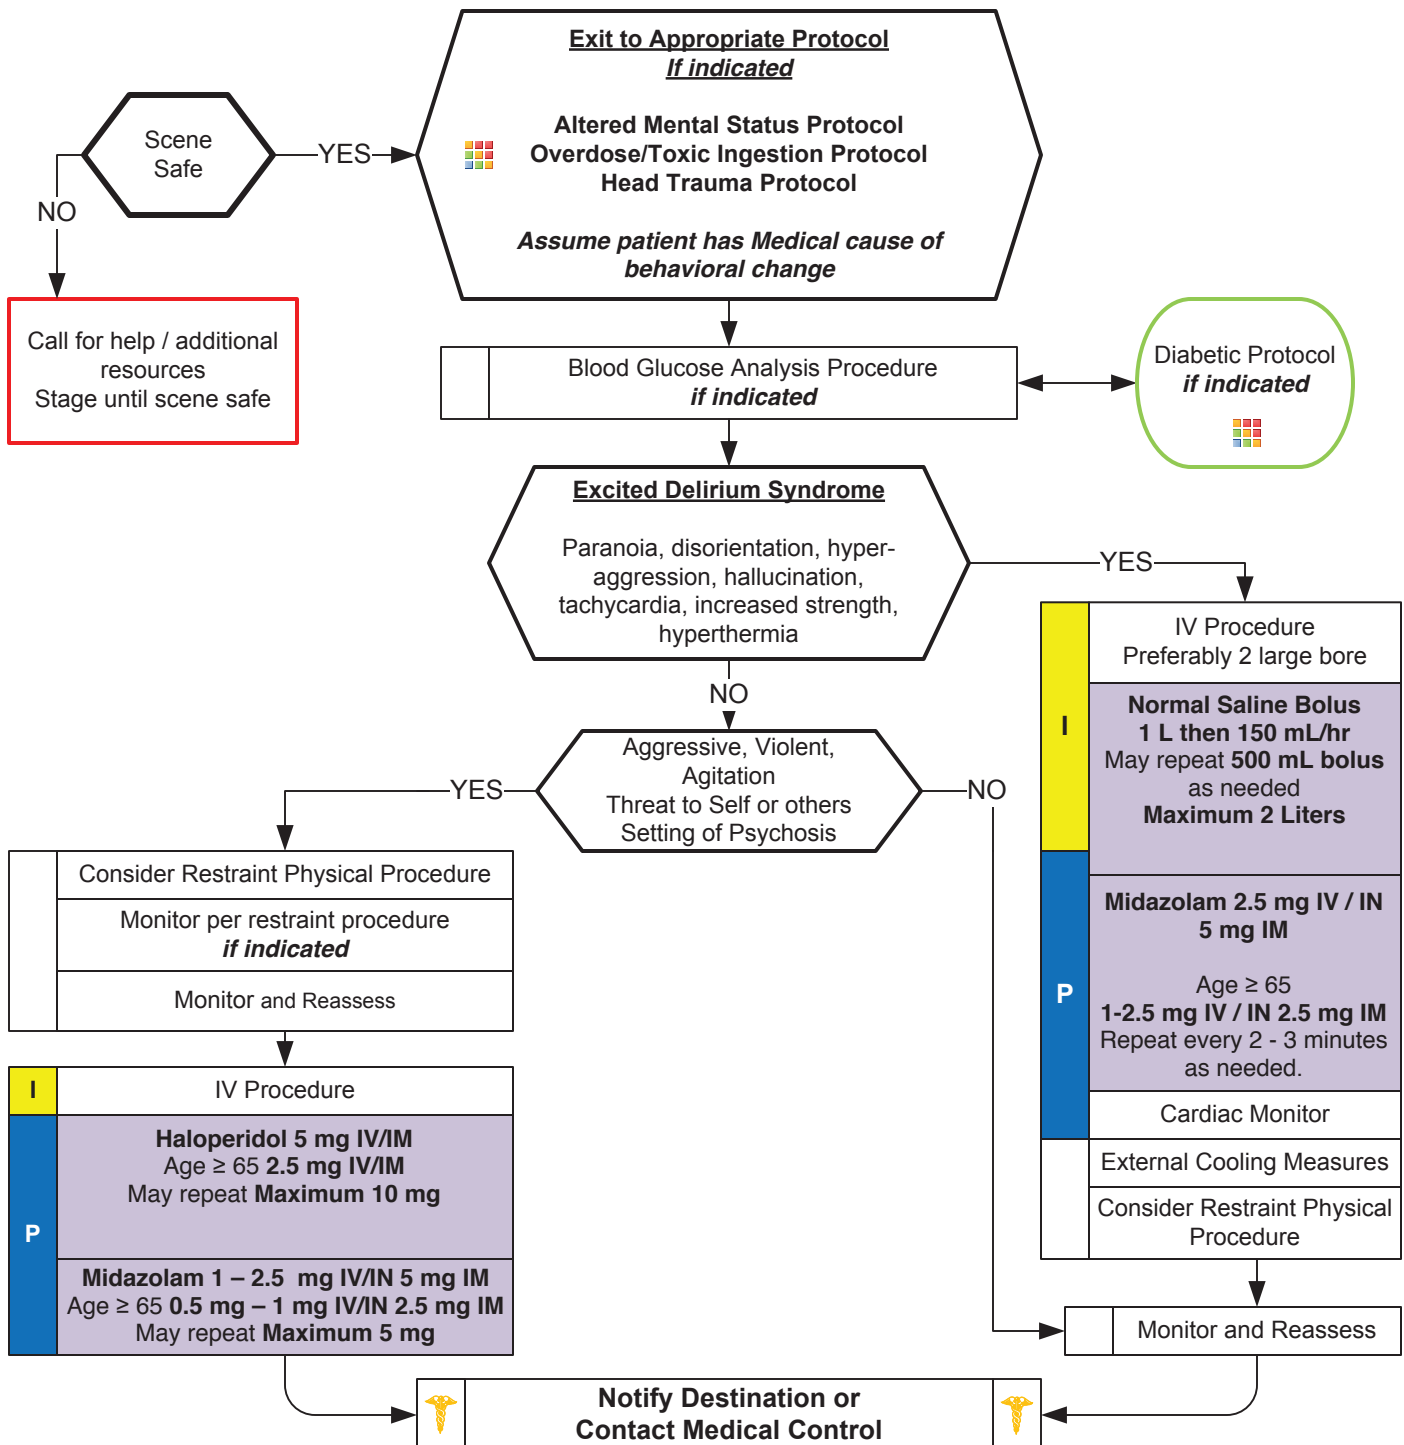 Exit to Appropriate Protocol
If indicated
Altered Mental Status Protocol
Overdose/Toxic Ingestion Protocol
Head Trauma Protocol
Assume patient has Medical cause of
behavioral change
Scene
Safe
YES
NO
Call for help / additional
resources
Stage until scene safe
Blood Glucose Analysis Procedure
if indicated
Diabetic Protocol
if indicated
Excited Delirium Syndrome
Paranoia, disorientation, hyper-
aggression, hallucination,
tachycardia, increased strength,
hyperthermia
YES
NO
Aggressive, Violent,
Agitation
Threat to Self or others
Setting of Psychosis
YES
NO
Consider Restraint Physical Procedure
Monitor per restraint procedure
if indicated
Monitor and Reassess
I
IV Procedure
P
Haloperidol 5 mg IV/IM
Age ≥ 65 2.5 mg IV/IM
May repeat Maximum 10 mg
Midazolam 1 – 2.5 mg IV/IN 5 mg IM
Age ≥ 65 0.5 mg – 1 mg IV/IN 2.5 mg IM
May repeat Maximum 5 mg
I
IV Procedure
Preferably 2 large bore
Normal Saline Bolus
1 L then 150 mL/hr
May repeat 500 mL bolus
as needed
Maximum 2 Liters
P
Midazolam 2.5 mg IV / IN
5 mg IM
Age ≥ 65
1-2.5 mg IV / IN 2.5 mg IM
Repeat every 2 - 3 minutes
as needed.
Cardiac Monitor
External Cooling Measures
Consider Restraint Physical
Procedure
Monitor and Reassess
Notify Destination or
Contact Medical Control